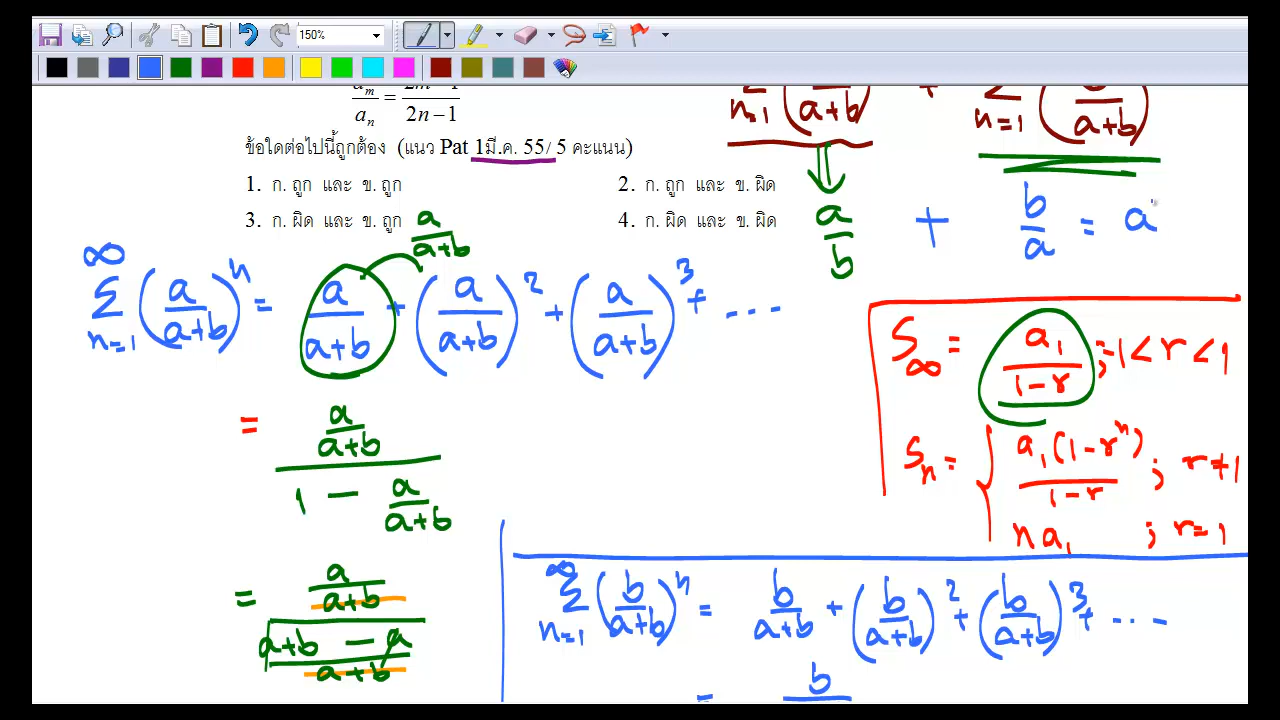 150%
a_m/a_n = 2m−1/2n−1
ข้อใดต่อไปนี้ถูกต้อง (แนว Pat 1มี.ค. 55/ 5 คะแนน)
1. ก. ถูก และ ข. ถูก
2. ก. ถูก และ ข. ผิด
3. ก. ผิด และ ข. ถูก
4. ก. ผิด และ ข. ผิด
n=1 (a+b) + Σ n=1 (b/a+b)
a/b + b/a = a
a/a+b
∞ Σ n=1 (a/a+b)^n = a/a+b + (a/a+b)^2 + (a/a+b)^3 + ...
S∞ = a₁/1−r ; -1 < r < 1
Sn = { a₁(1−r^n)/1−r ; r≠1
na₁ ; r=1
= a/a+b / 1 − a/a+b
= a/a+b / a+b − a/a+b
∞ Σ n=1 (b/a+b)^n = b/a+b + (b/a+b)^2 + (b/a+b)^3 + ...
= b